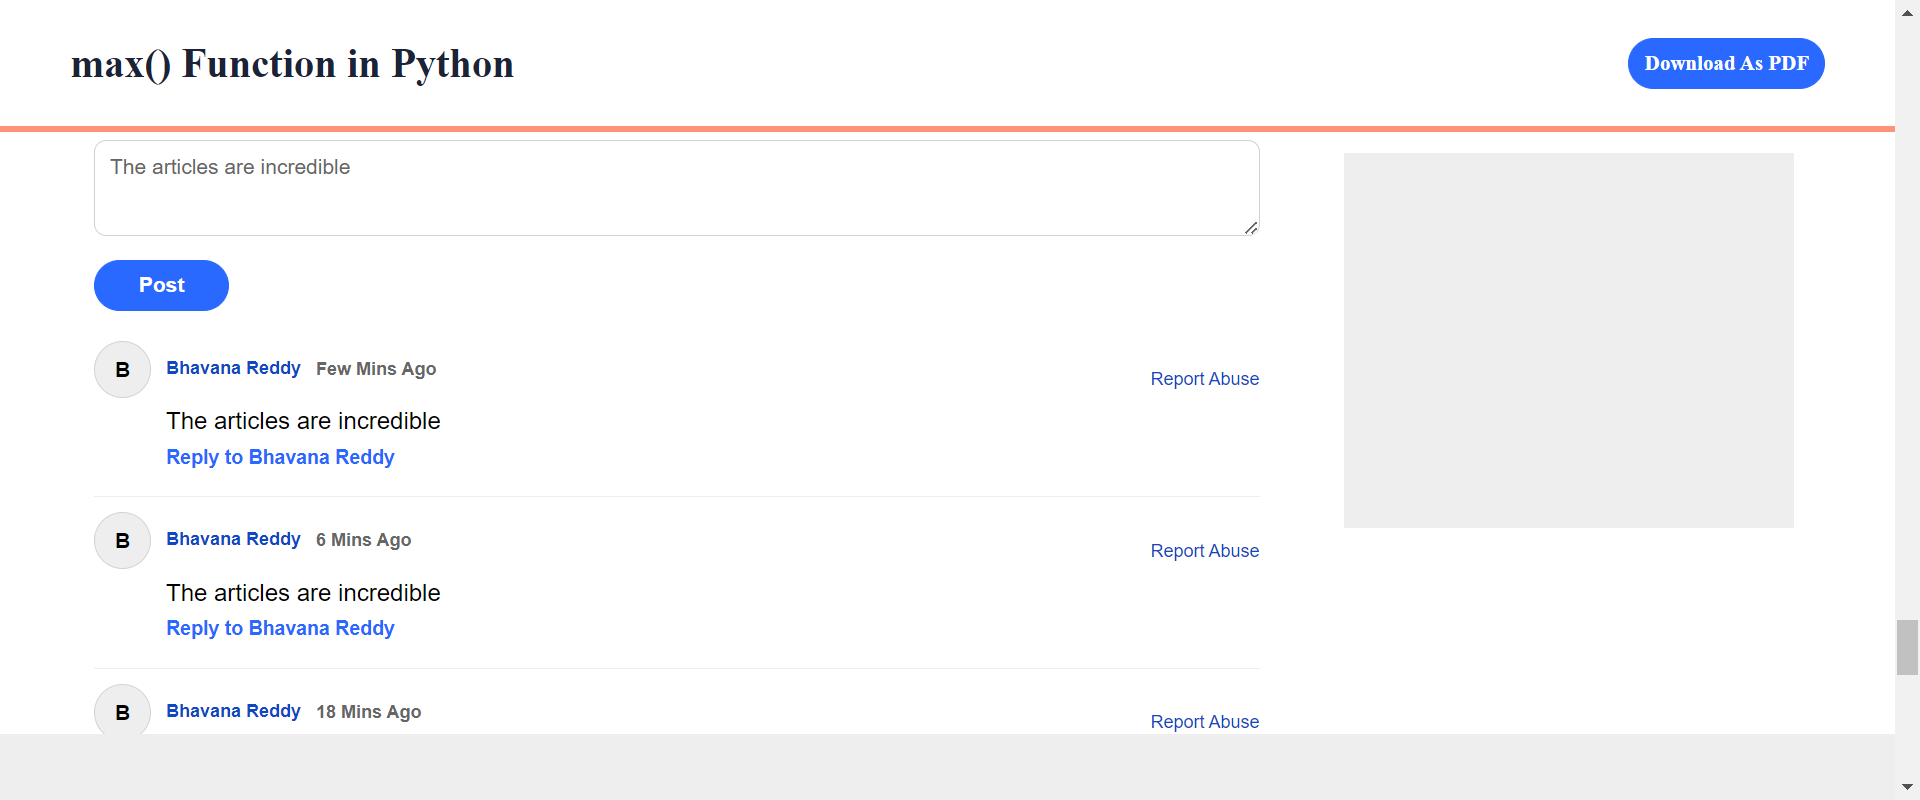 max() Function in Python
Download As PDF
The articles are incredible
Post
B
Bhavana Reddy Few Mins Ago
Report Abuse
The articles are incredible
Reply to Bhavana Reddy
B
Bhavana Reddy 6 Mins Ago
Report Abuse
The articles are incredible
Reply to Bhavana Reddy
B
Bhavana Reddy 18 Mins Ago
Report Abuse